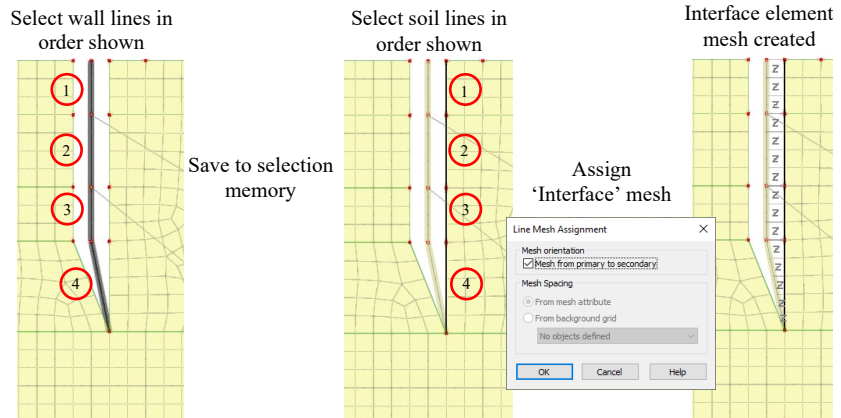 Select wall lines in
order shown
1
2
3
4
Save to selection
memory
Select soil lines in
order shown
1
2
3
4
Assign
‘Interface’ mesh
Line Mesh Assignment
Mesh orientation
Mesh from primary to secondary
Mesh Spacing
From mesh attribute
From background grid
No objects defined
OK
Cancel
Help
Interface element
mesh created
Z
Z
Z
Z
Z
Z
Z
Z
Z
Z
Z
Z
Z
Z